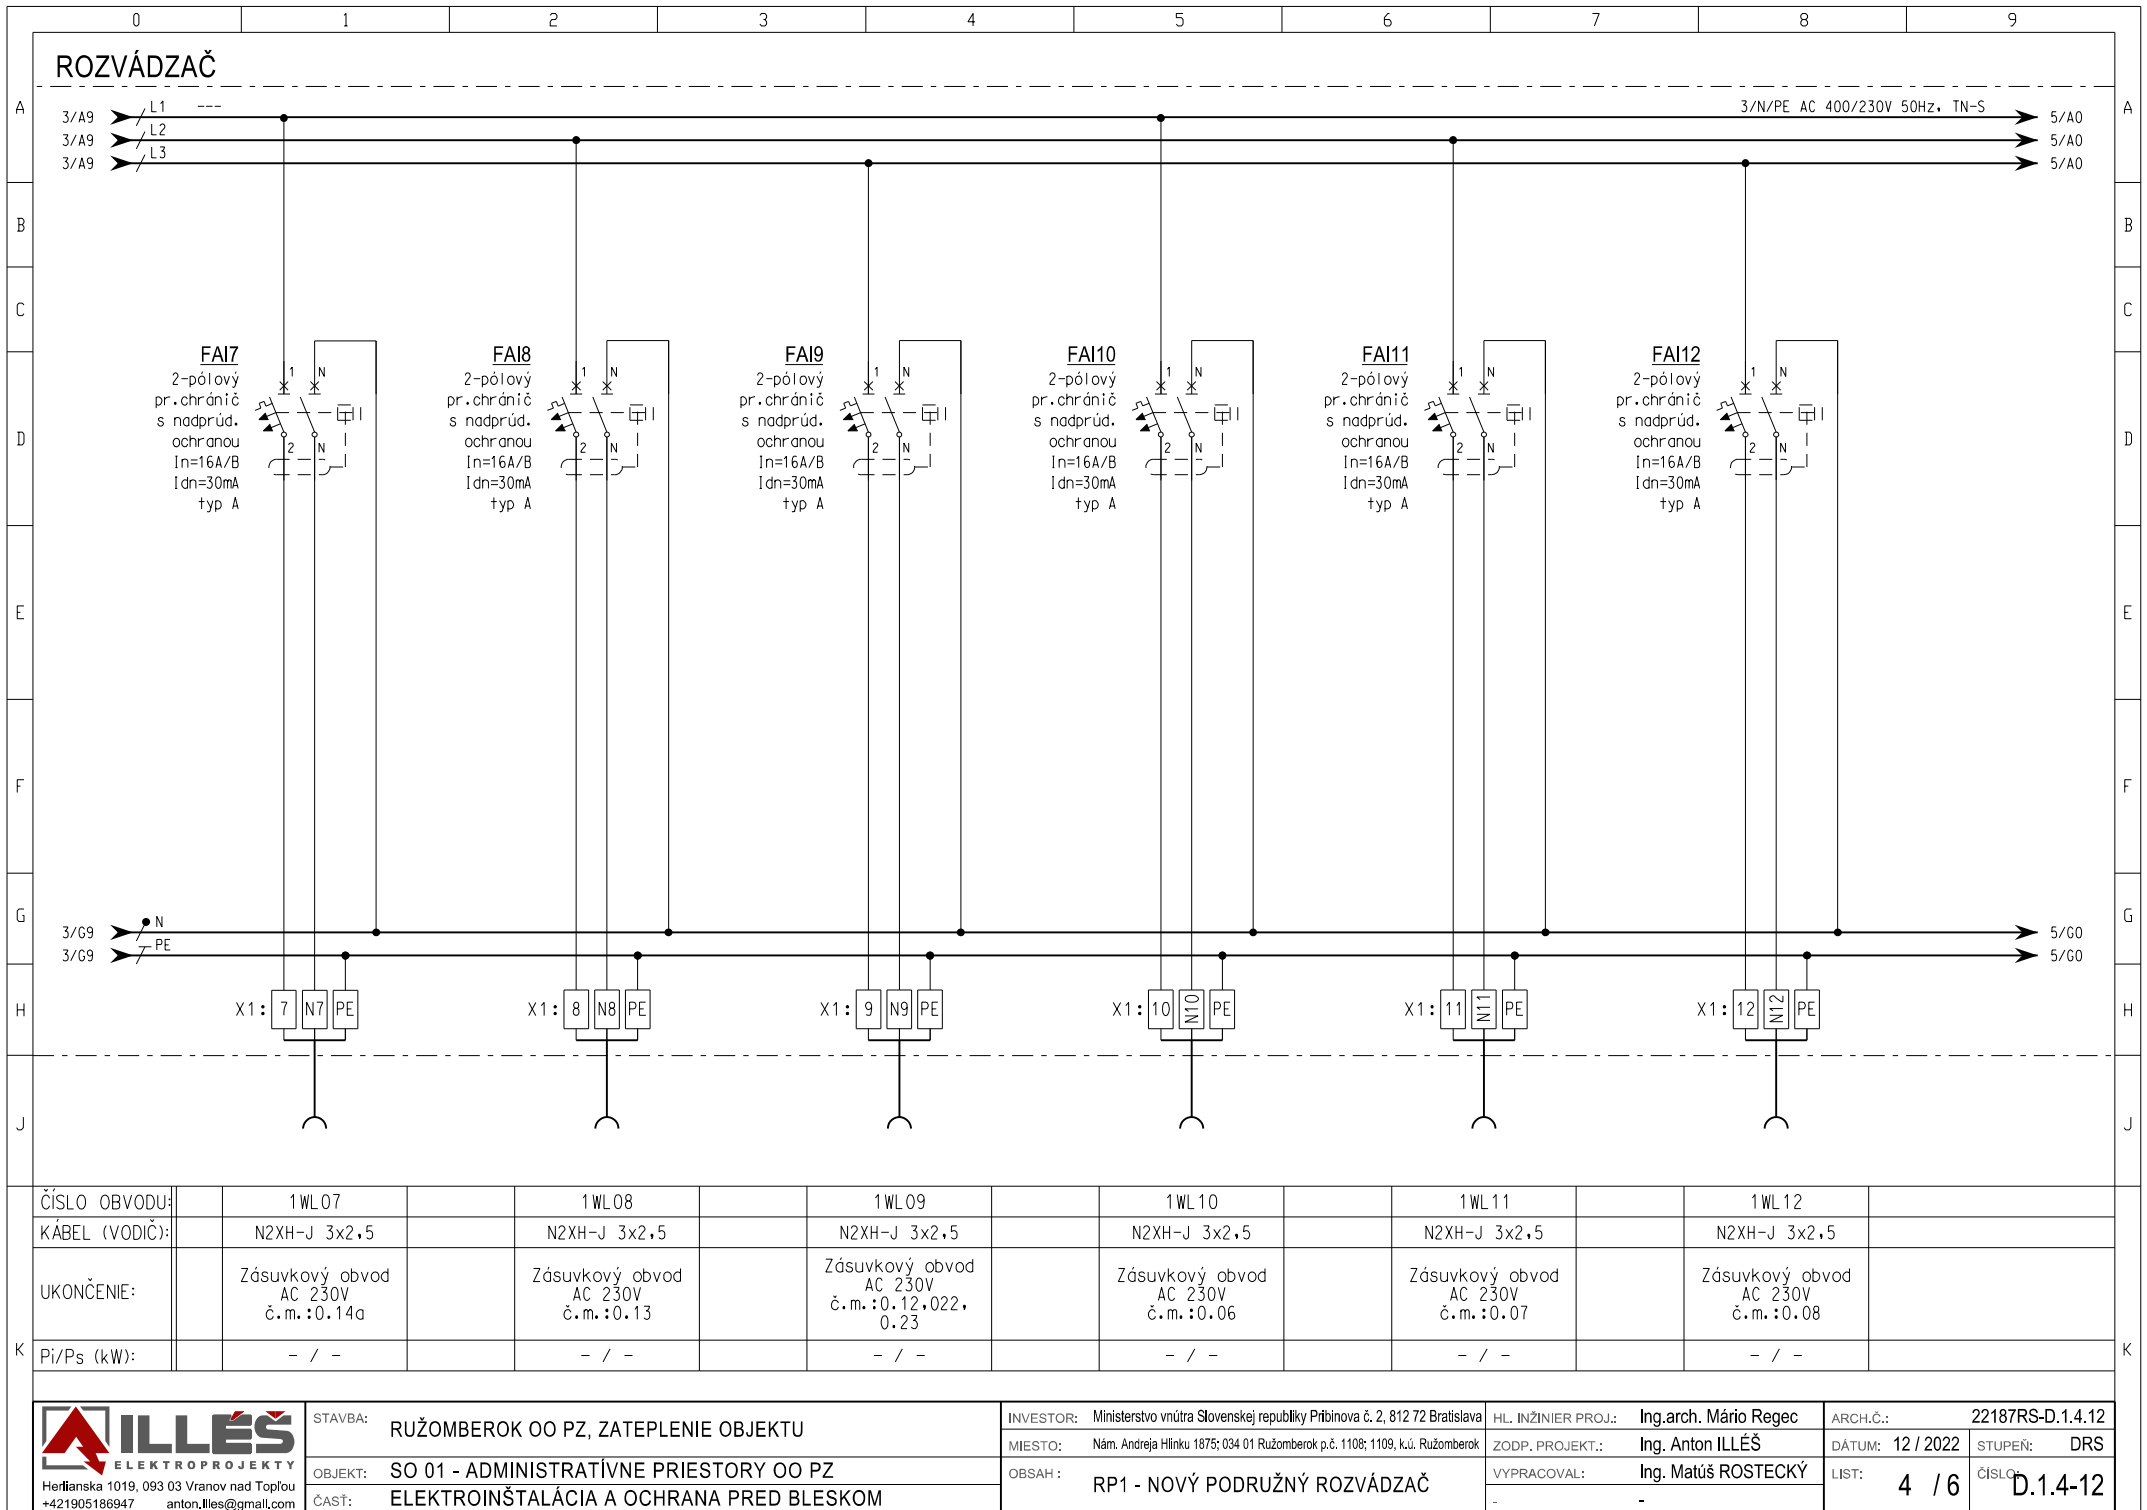 0 1 2 3 4 5 6 7 8 9
ROZVÁDZAČ
A 3/A9 L1 --- 3/N/PE AC 400/230V 50Hz, TN-S 5/A0 A
3/A9 L2 5/A0
3/A9 L3 5/A0
B B
C C
FAI7 FAI8 FAI9 FAI10 FAI11 FAI12
2-pólový 1 N 2-pólový 1 N 2-pólový 1 N 2-pólový 1 N 2-pólový 1 N 2-pólový 1 N
pr.chránič pr.chránič pr.chránič pr.chránič pr.chránič pr.chránič
s nadprúd. s nadprúd. s nadprúd. s nadprúd. s nadprúd. s nadprúd.
D ochranou 2 N ochranou 2 N ochranou 2 N ochranou 2 N ochranou 2 N ochranou 2 N D
In=16A/B In=16A/B In=16A/B In=16A/B In=16A/B In=16A/B
Idn=30mA Idn=30mA Idn=30mA Idn=30mA Idn=30mA Idn=30mA
typ A typ A typ A typ A typ A typ A
E E
F F
G G
3/G9 N 5/G0
3/G9 PE 5/G0
H X1: 7 N7 PE X1: 8 N8 PE X1: 9 N9 PE X1: 10 N10 PE X1: 11 N11 PE X1: 12 N12 PE H
J J
ČÍSLO OBVODU: 1WL07 1WL08 1WL09 1WL10 1WL11 1WL12
KÁBEL (VODIČ): N2XH-J 3x2,5 N2XH-J 3x2,5 N2XH-J 3x2,5 N2XH-J 3x2,5 N2XH-J 3x2,5 N2XH-J 3x2,5
UKONČENIE: Zásuvkový obvod Zásuvkový obvod Zásuvkový obvod Zásuvkový obvod Zásuvkový obvod Zásuvkový obvod
AC 230V AC 230V AC 230V AC 230V AC 230V AC 230V
č.m.:0.14a č.m.:0.13 č.m.:0.12,022, č.m.:0.06 č.m.:0.07 č.m.:0.08
0.23
K Pi/Ps (kW): - / - - / - - / - - / - - / - - / - K
ILLÉŠ
ELEKTROPROJEKTY
Herlianska 1019, 093 03 Vranov nad Topľou
+421905186947 anton.illes@gmail.com
STAVBA: RUŽOMBEROK OO PZ, ZATEPLENIE OBJEKTU
OBJEKT: SO 01 - ADMINISTRATÍVNE PRIESTORY OO PZ
ČASŤ: ELEKTROINŠTALÁCIA A OCHRANA PRED BLESKOM
INVESTOR: Ministerstvo vnútra Slovenskej republiky Pribinova č. 2, 812 72 Bratislava
MIESTO: Nám. Andreja Hlinku 1875; 034 01 Ružomberok p.č. 1108; 1109, k.ú. Ružomberok
OBSAH : RP1 - NOVÝ PODRUŽNÝ ROZVÁDZAČ
HL. INŽINIER PROJ.: Ing.arch. Mário Regec
ZODP. PROJEKT.: Ing. Anton ILLÉŠ
VYPRACOVAL: Ing. Matúš ROSTECKÝ
- -
ARCH.Č.: 22187RS-D.1.4.12
DÁTUM: 12 / 2022 STUPEŇ: DRS
LIST: 4 / 6 ČÍSLO: D.1.4-12